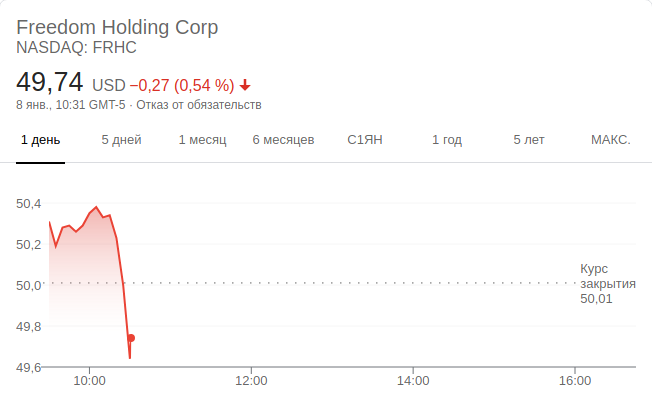 Freedom Holding Corp
NASDAQ: FRHC
49,74 USD −0,27 (0,54 %)
8 янв., 10:31 GMT-5 · Отказ от обязательств
1 день 5 дней 1 месяц 6 месяцев С1ЯН 1 год 5 лет МАКС.
50,4
50,2
50,0
49,8
49,6
Курс
закрытия
50,01
10:00 12:00 14:00 16:00